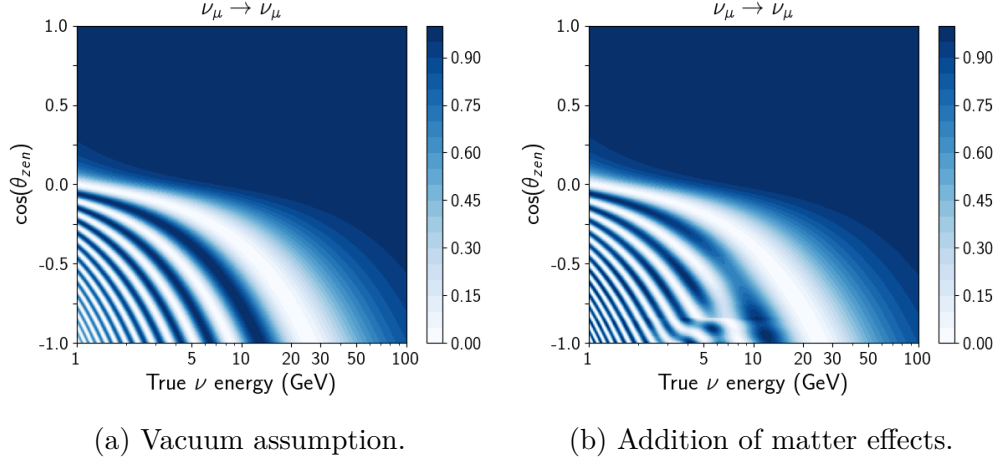 ν_μ → ν_μ
1.0
0.5
0.0
-0.5
-1.0
cos(θ_zen)
1 5 10 20 30 50 100
True ν energy (GeV)
0.90
0.75
0.60
0.45
0.30
0.15
0.00
(a) Vacuum assumption.
ν_μ → ν_μ
1.0
0.5
0.0
-0.5
-1.0
cos(θ_zen)
1 5 10 20 30 50 100
True ν energy (GeV)
0.90
0.75
0.60
0.45
0.30
0.15
0.00
(b) Addition of matter effects.